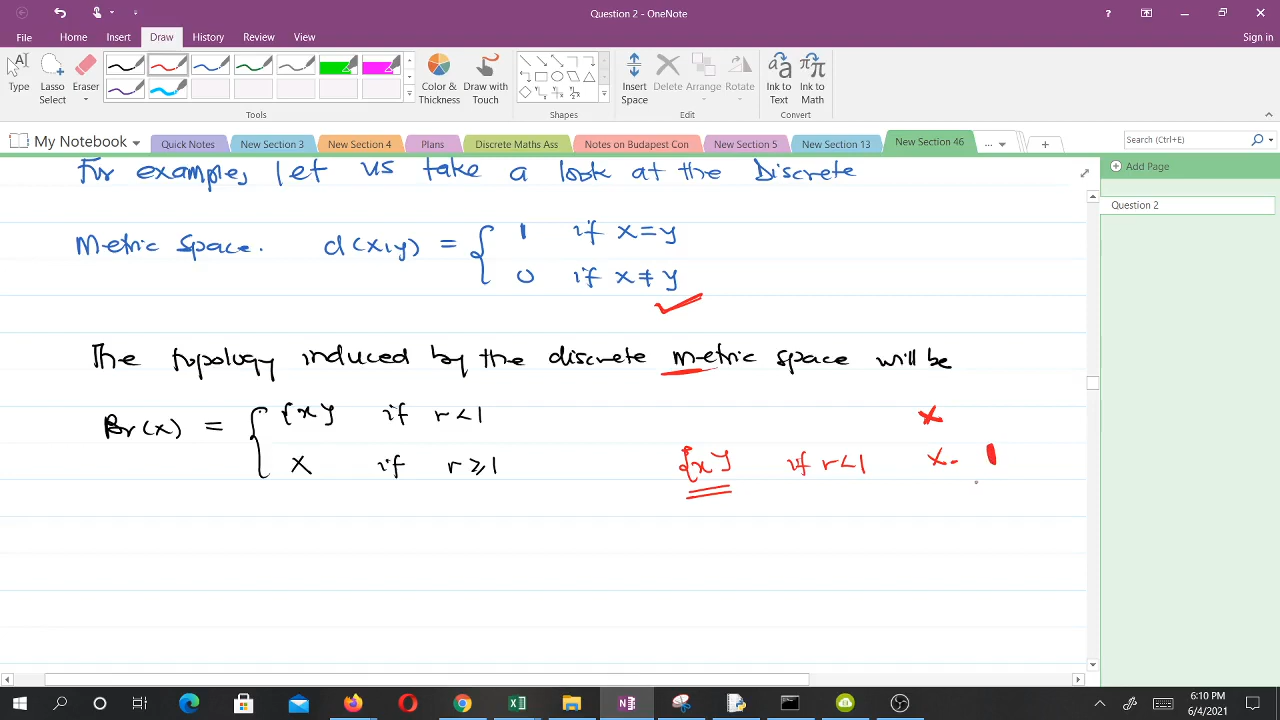 Question 2 - OneNote
File Home Insert Draw History Review View Sign in
Type Lasso Select Eraser Color & Thickness Draw with Touch Insert Space Delete Arrange Rotate Ink to Text Ink to Math
Tools Shapes Edit Convert
My Notebook Quick Notes New Section 3 New Section 4 Plans Discrete Maths Ass Notes on Budapest Con New Section 5 New Section 13 New Section 46 ... Search (Ctrl+E)
Add Page
Question 2
For example, let us take a look at the Discrete
Metric Space. d(x,y) = { 1 if x = y
0 if x ≠ y
The topology induced by the discrete metric space will be
Br(x) = { {x} if r < 1
X if r ≥ 1
x
{x} if r < 1 x. 1
6:10 PM
6/4/2021